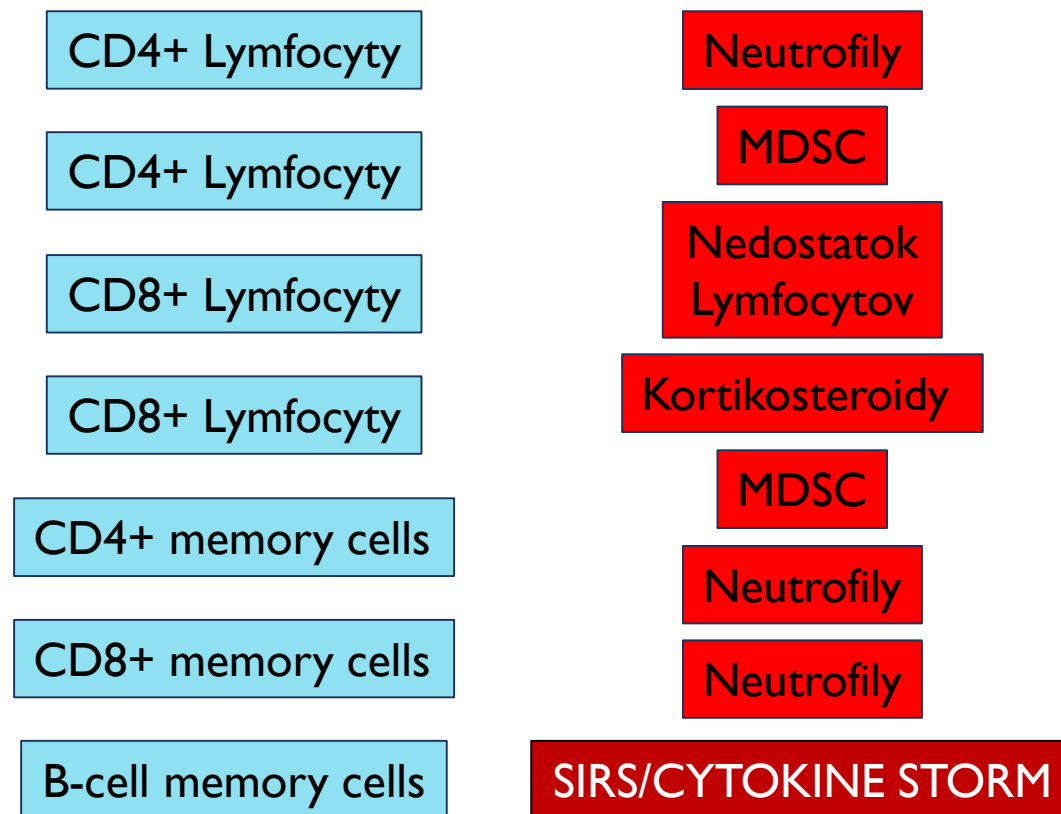 CD4+ Lymfocyty
CD4+ Lymfocyty
CD8+ Lymfocyty
CD8+ Lymfocyty
CD4+ memory cells
CD8+ memory cells
B-cell memory cells
Neutrofily
MDSC
Nedostatok
Lymfocytov
Kortikosteroidy
MDSC
Neutrofily
Neutrofily
SIRS/CYTOKINE STORM